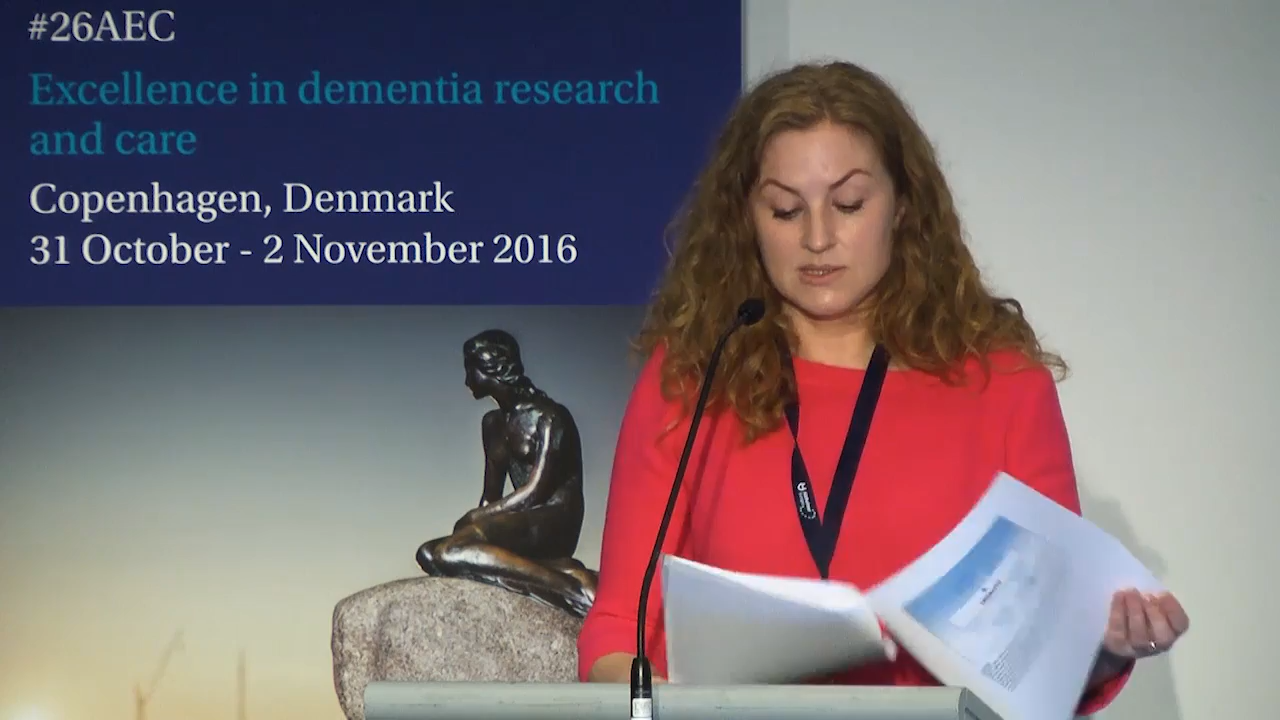 #26AEC
Excellence in dementia research
and care
Copenhagen, Denmark
31 October - 2 November 2016